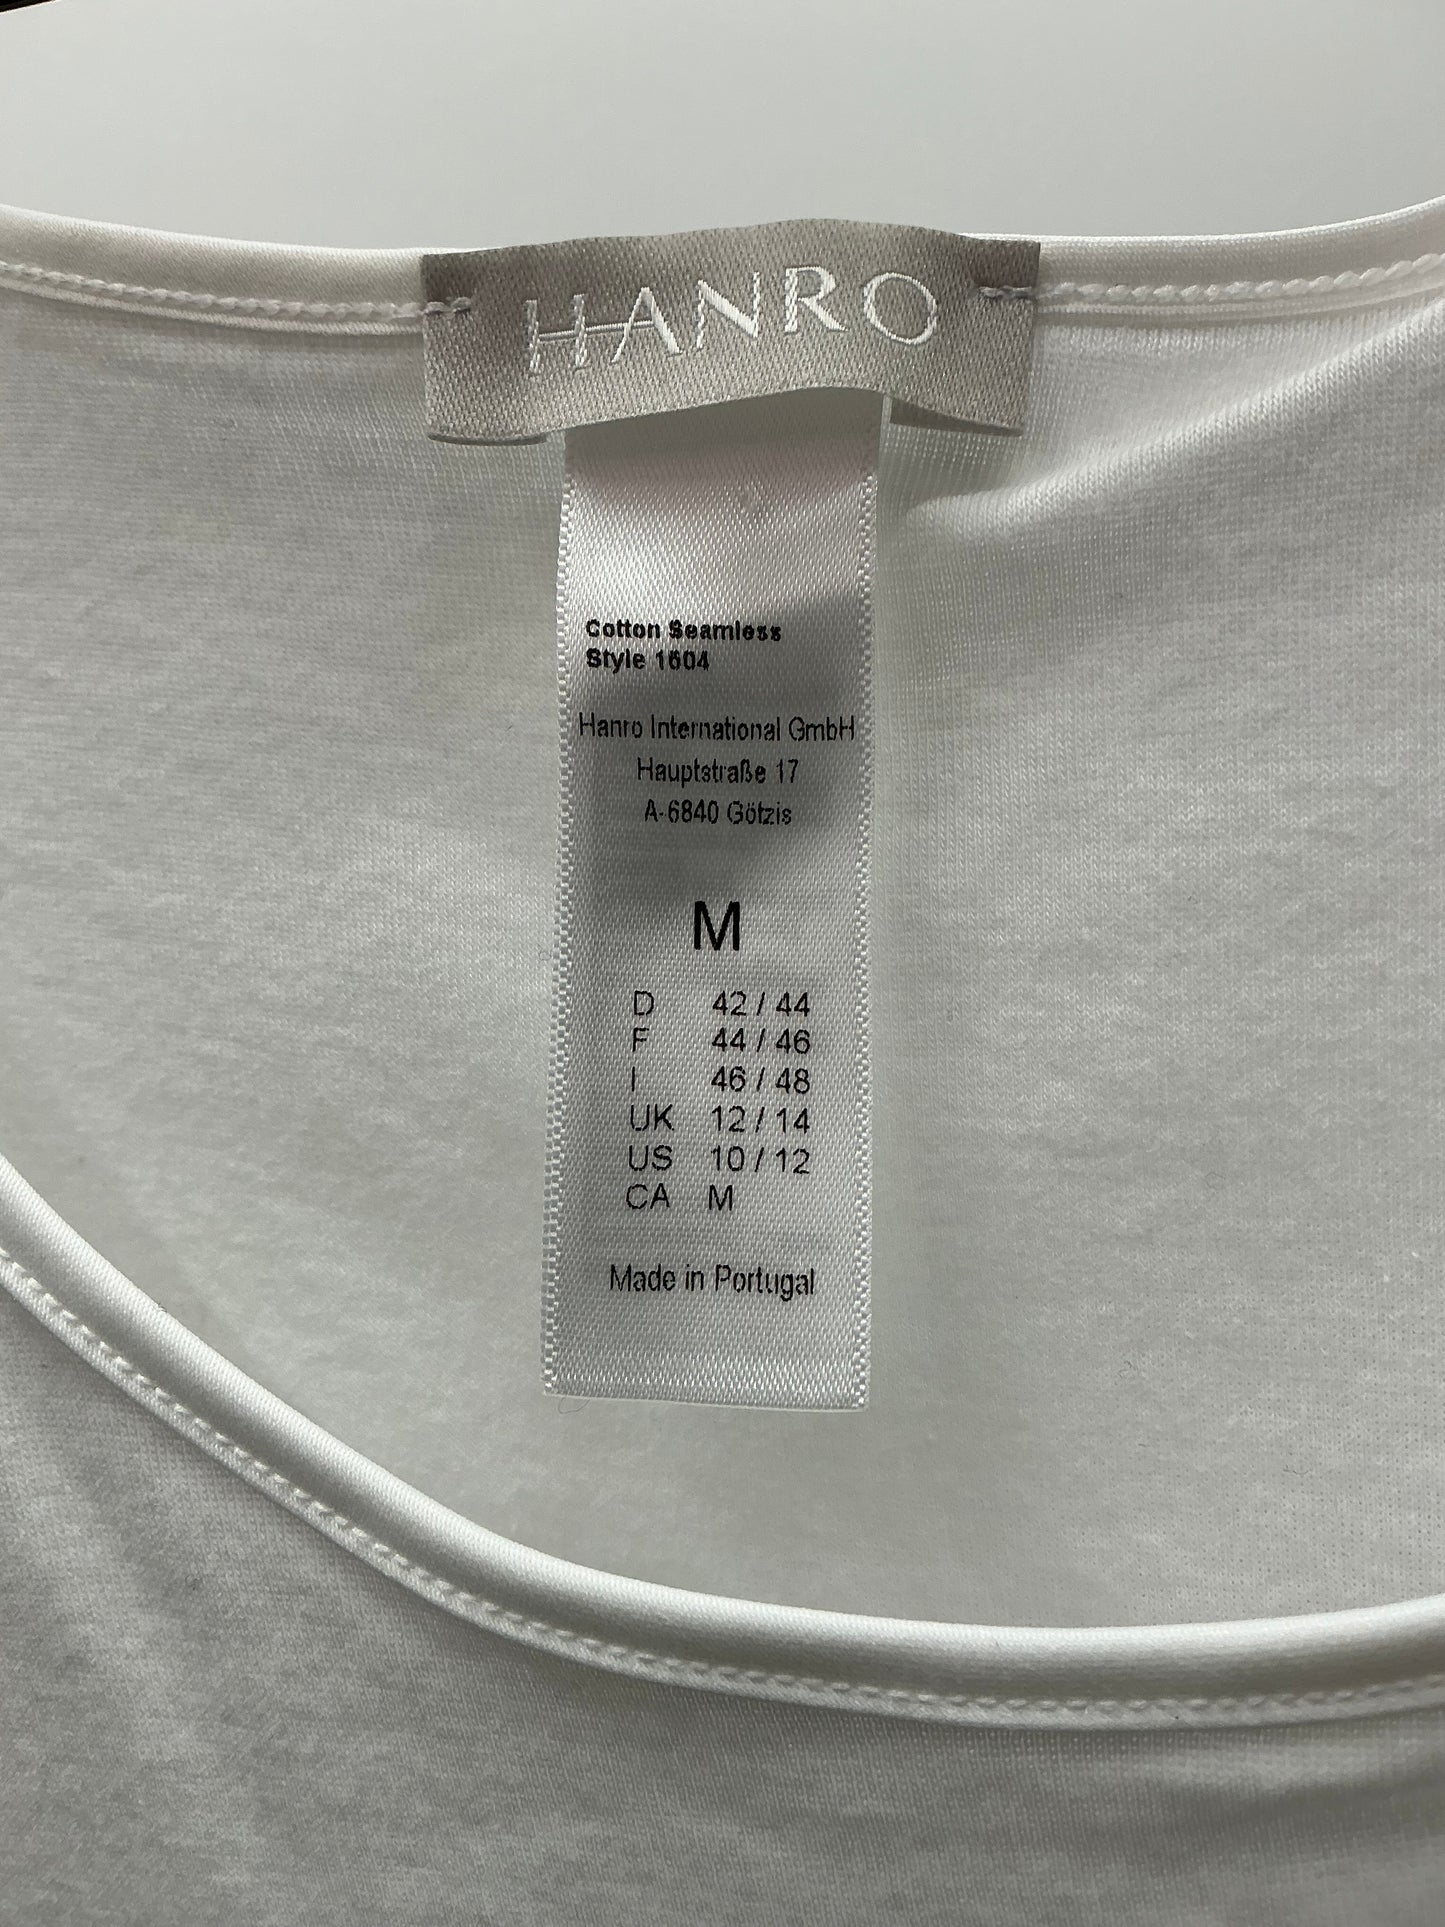 HANRO
Cotton Seamless
Style 1604
Hanro International GmbH
Hauptstraße 17
A-6840 Götzis
M
D 42 / 44
F 44 / 46
I 46 / 48
UK 12 / 14
US 10 / 12
CA M
Made in Portugal